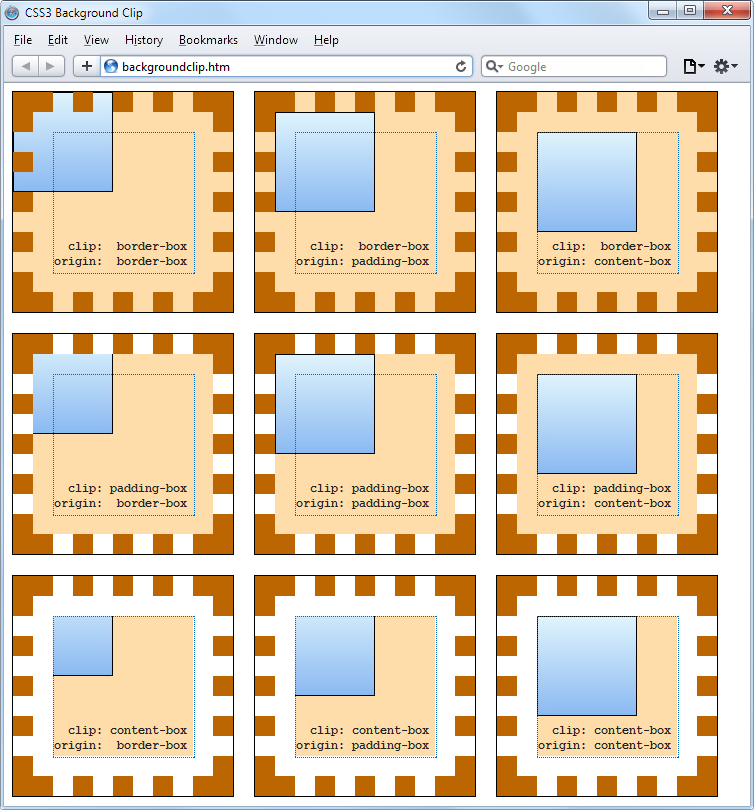 CSS3 Background Clip
File Edit View History Bookmarks Window Help
backgroundclip.htm
Google
clip: border-box
origin: border-box
clip: border-box
origin: padding-box
clip: border-box
origin: content-box
clip: padding-box
origin: border-box
clip: padding-box
origin: padding-box
clip: padding-box
origin: content-box
clip: content-box
origin: border-box
clip: content-box
origin: padding-box
clip: content-box
origin: content-box